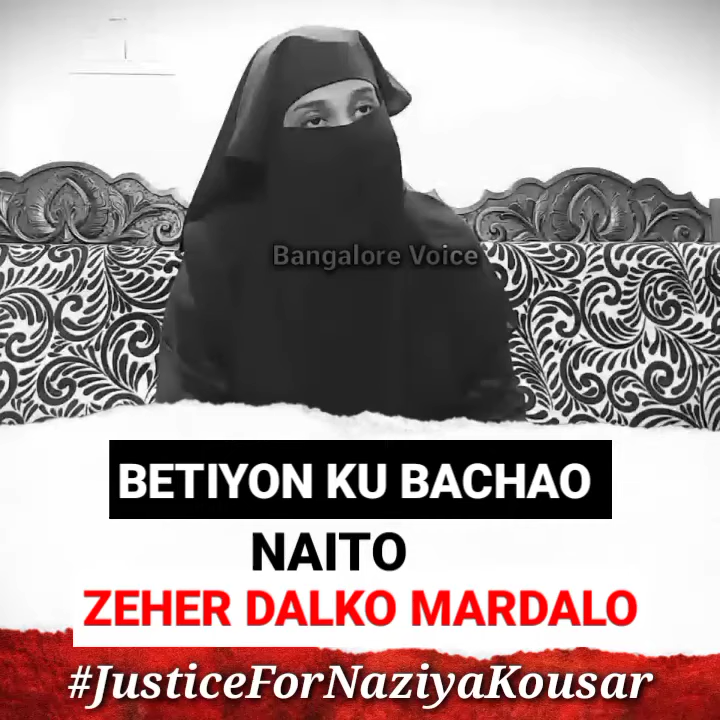 Bangalore Voice
BETIYON KU BACHAO
NAITO
ZEHER DALKO MARDALO
#JusticeForNaziyaKousar